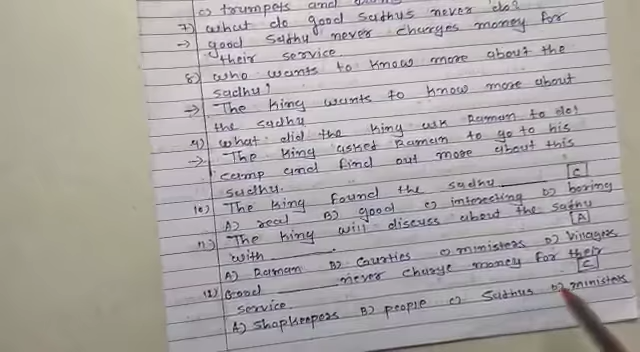 c) trumpets and
7) what do good sadhus never do?
→ good sadhu never charges money for
their service.
8) who wants to know more about the
sadhu?
→ The king wants to know more about
the sadhu
9) what did the king ask Raman to do?
→ The king asked Raman to go to his
camp and find out more about this
sadhu.
10) The king found the sadhu ______ [C]
A) real B) good c) interesting D) boring
11) The king will discuss about the sadhu
with ______. [A]
A) Raman B) Courties c) ministers D) villagers
12) Good ______ never charge money for their
service [C]
A) shopkeepers B) people c) Sadhus D) ministers